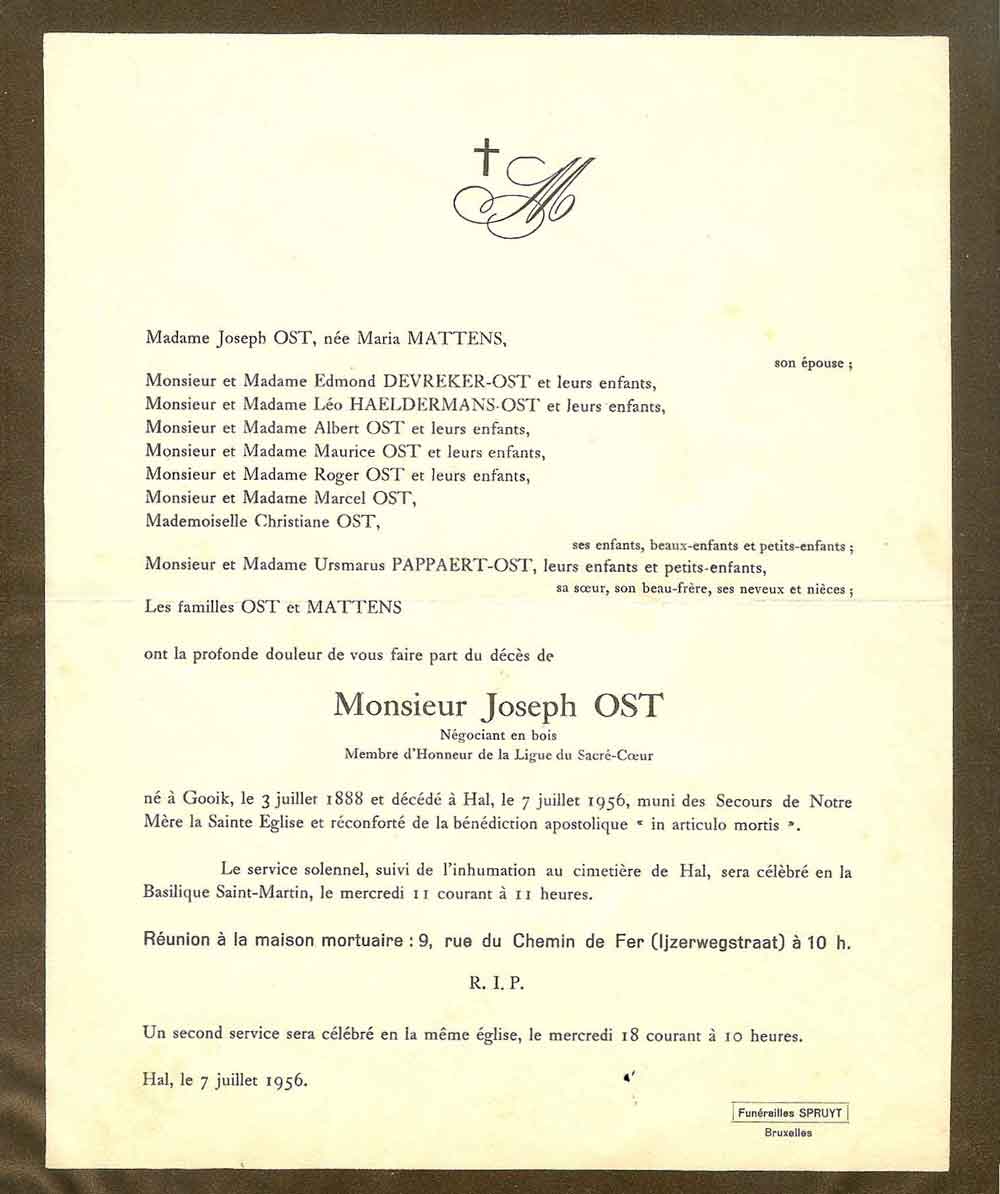 M
Madame Joseph OST, née Maria MATTENS,
son épouse ;
Monsieur et Madame Edmond DEVREKER-OST et leurs enfants,
Monsieur et Madame Léo HAELDERMANS-OST et leurs enfants,
Monsieur et Madame Albert OST et leurs enfants,
Monsieur et Madame Maurice OST et leurs enfants,
Monsieur et Madame Roger OST et leurs enfants,
Monsieur et Madame Marcel OST,
Mademoiselle Christiane OST,
ses enfants, beaux-enfants et petits-enfants ;
Monsieur et Madame Ursmarus PAPPAERT-OST, leurs enfants et petits-enfants,
sa sœur, son beau-frère, ses neveux et nièces ;
Les familles OST et MATTENS
ont la profonde douleur de vous faire part du décès de
Monsieur Joseph OST
Négociant en bois
Membre d'Honneur de la Ligue du Sacré-Cœur
né à Gooik, le 3 juillet 1888 et décédé à Hal, le 7 juillet 1956, muni des Secours de Notre
Mère la Sainte Eglise et réconforté de la bénédiction apostolique « in articulo mortis ».
Le service solennel, suivi de l'inhumation au cimetière de Hal, sera célèbré en la
Basilique Saint-Martin, le mercredi 11 courant à 11 heures.
Réunion à la maison mortuaire : 9, rue du Chemin de Fer (Ijzerwegstraat) à 10 h.
R. I. P.
Un second service sera célébré en la même église, le mercredi 18 courant à 10 heures.
Hal, le 7 juillet 1956.
Funérailles SPRUYT
Bruxelles